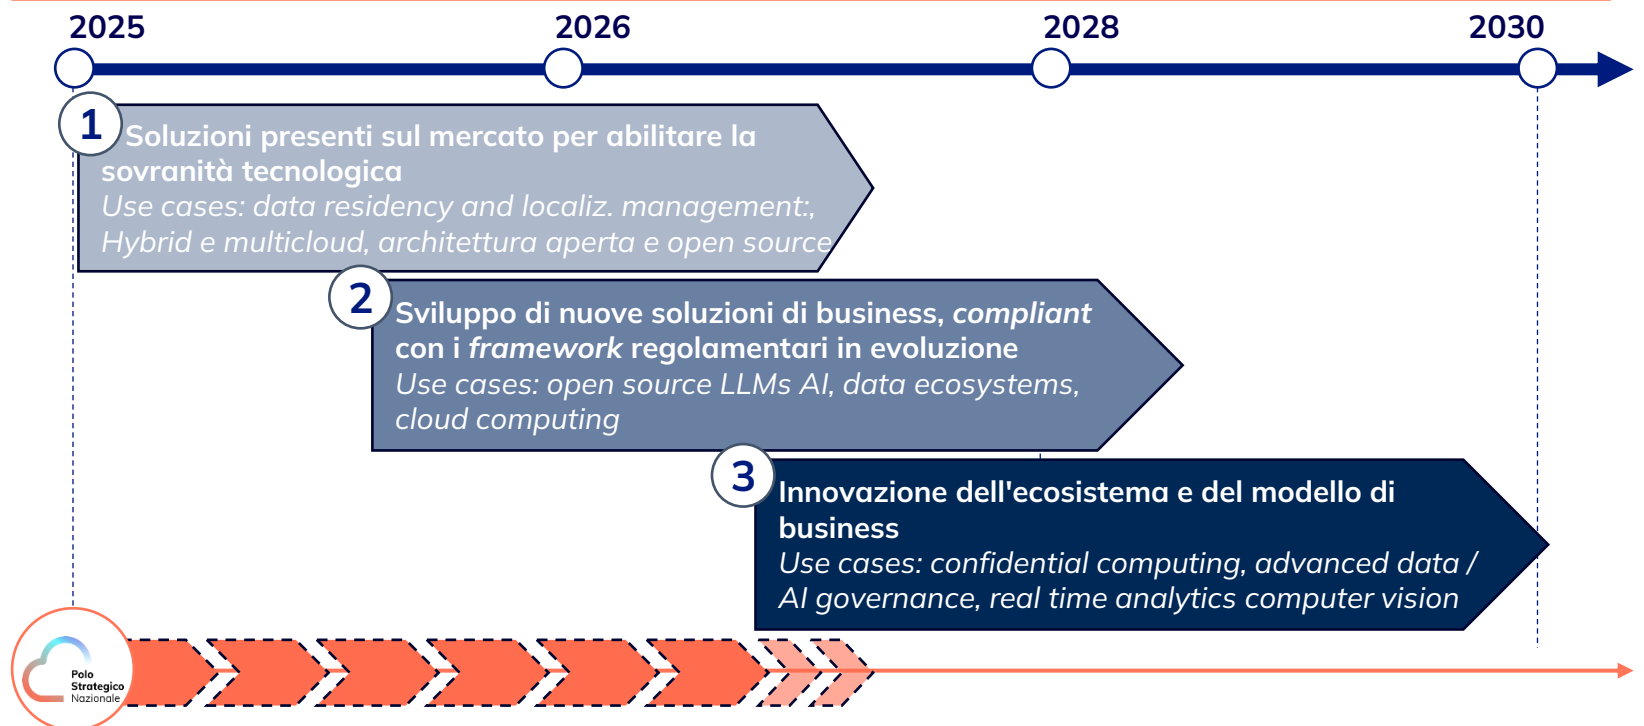 2025
2026
2028
2030
1
Soluzioni presenti sul mercato per abilitare la
sovranità tecnologica
Use cases: data residency and localiz. management:,
Hybrid e multicloud, architettura aperta e open source
2
Sviluppo di nuove soluzioni di business, compliant
con i framework regolamentari in evoluzione
Use cases: open source LLMs AI, data ecosystems,
cloud computing
3
Innovazione dell'ecosistema e del modello di
business
Use cases: confidential computing, advanced data /
AI governance, real time analytics computer vision
Polo
Strategico
Nazionale